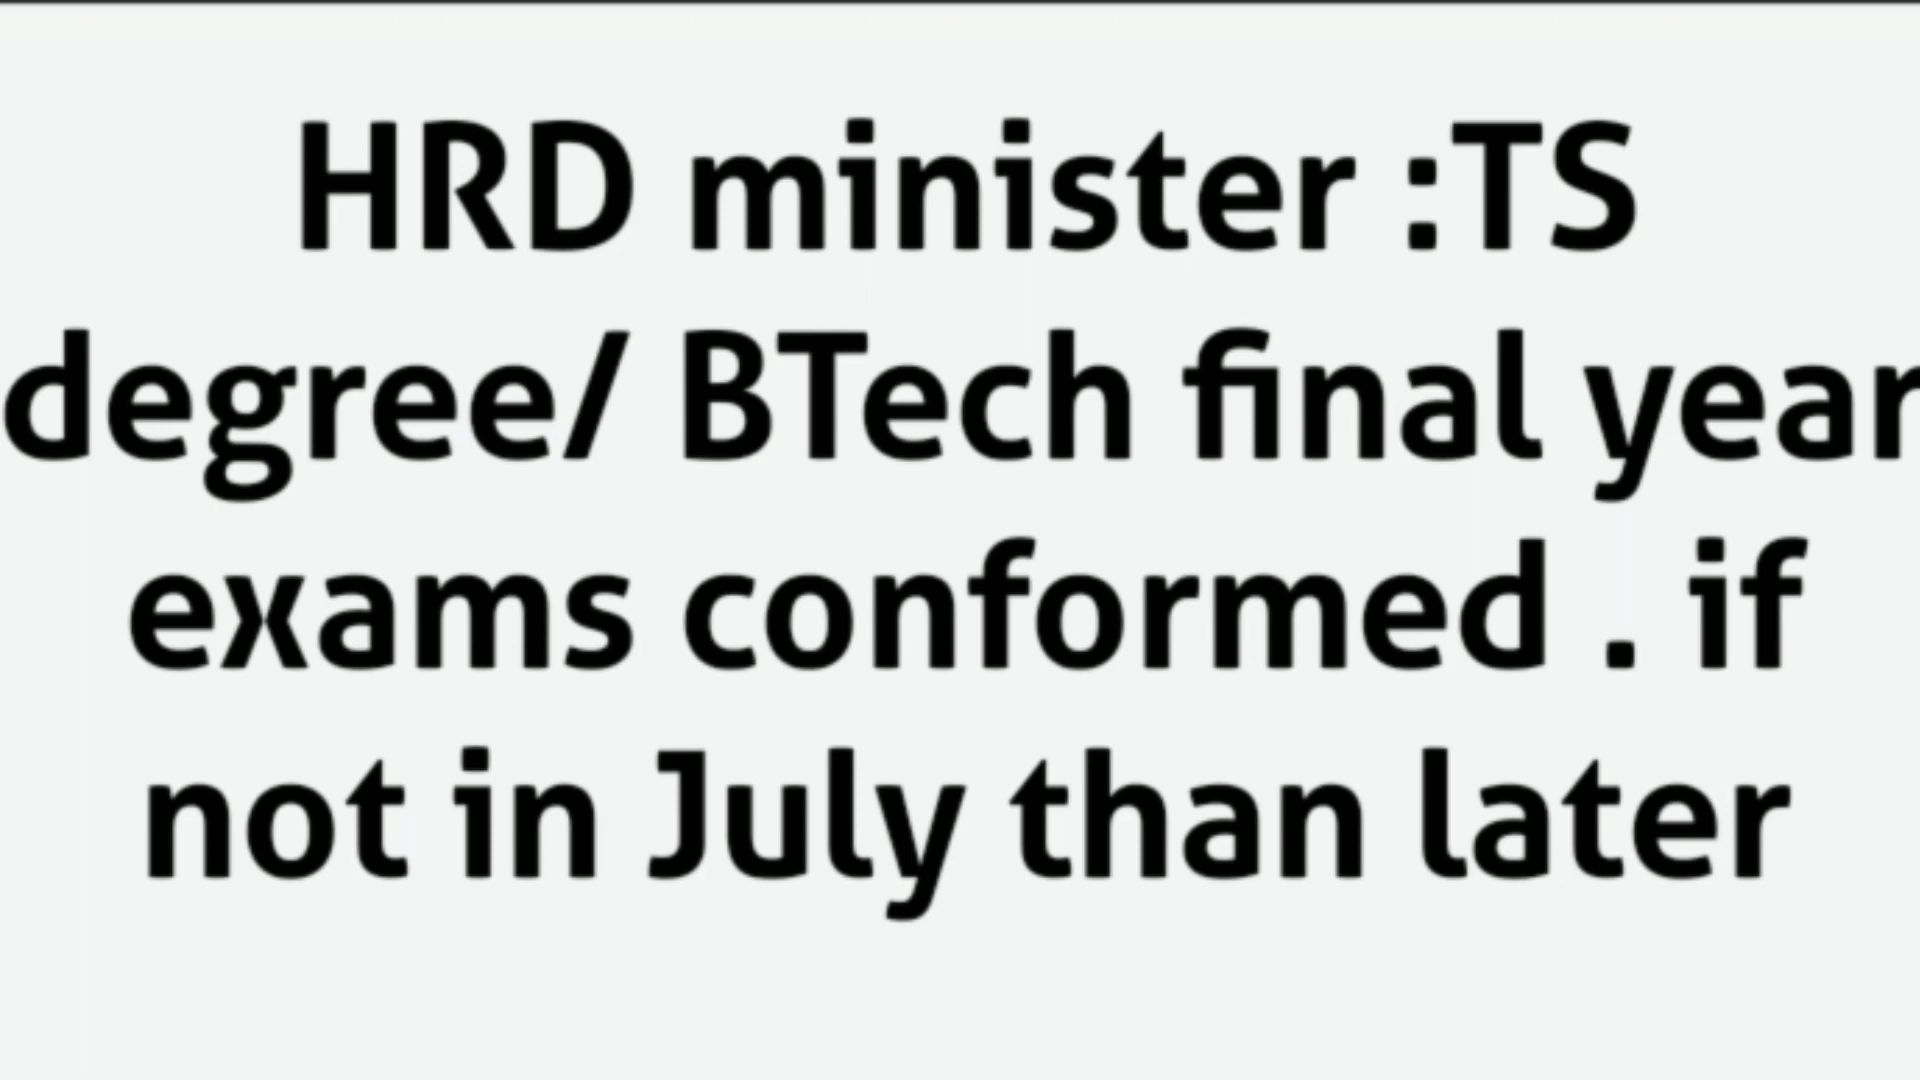 HRD minister :TS
degree/ BTech final year
exams conformed . if
not in July than later